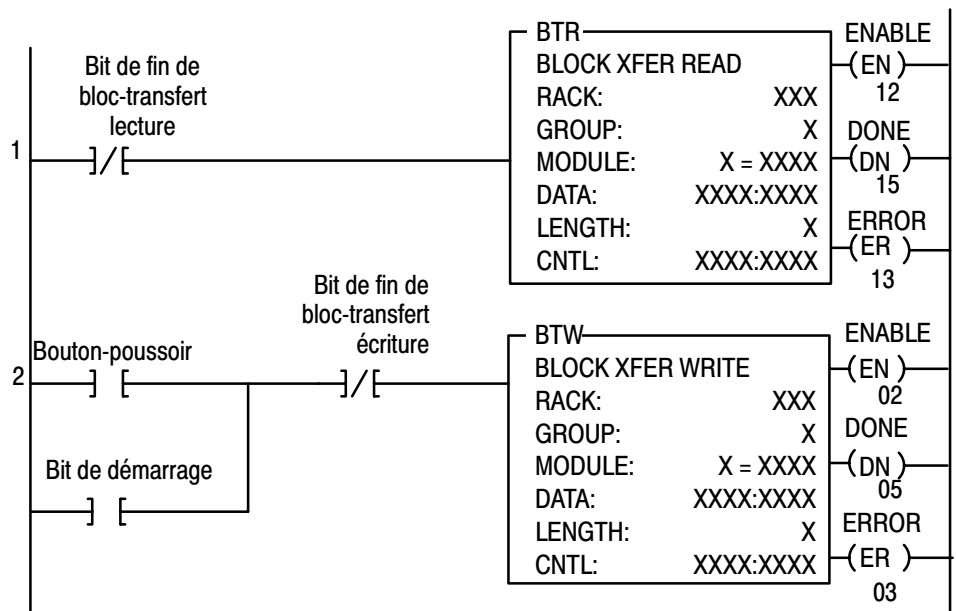 Bit de fin de
bloc-transfert
lecture
1
BTR
BLOCK XFER READ
RACK: XXX
GROUP: X
MODULE: X = XXXX
DATA: XXXX:XXXX
LENGTH: X
CNTL: XXXX:XXXX
ENABLE
(EN)
12
DONE
(DN)
15
ERROR
(ER)
13
Bouton-poussoir
2
Bit de démarrage
Bit de fin de
bloc-transfert
écriture
BTW
BLOCK XFER WRITE
RACK: XXX
GROUP: X
MODULE: X = XXXX
DATA: XXXX:XXXX
LENGTH: X
CNTL: XXXX:XXXX
ENABLE
(EN)
02
DONE
(DN)
05
ERROR
(ER)
03